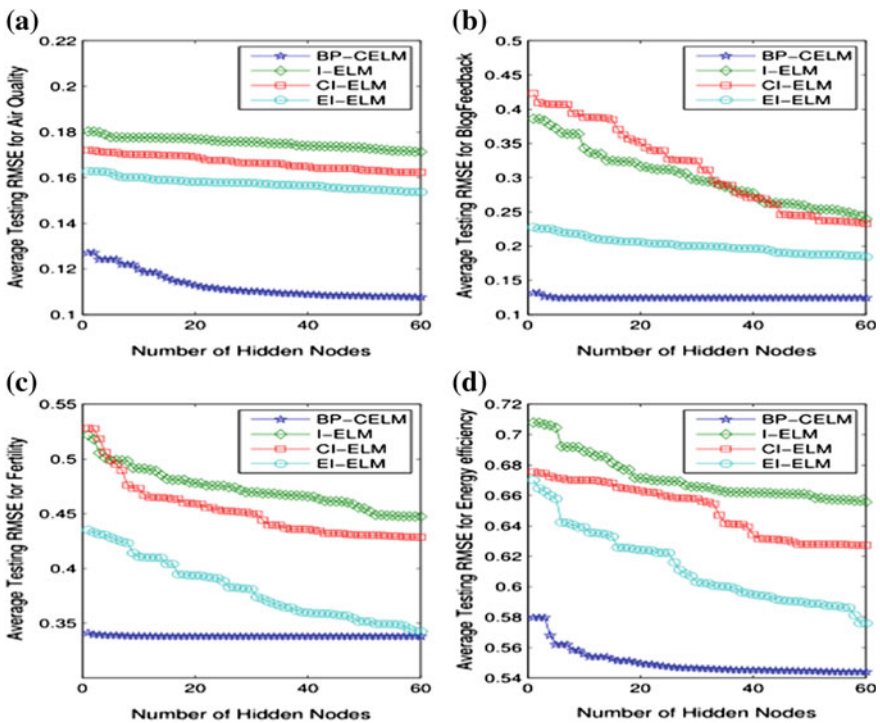 (a)
Average Testing RMSE for Air Quality
0.22
0.2
0.18
0.16
0.14
0.12
0.1
0 20 40 60
Number of Hidden Nodes
BP-CELM
I-ELM
CI-ELM
EI-ELM
(b)
Average Testing RMSE for BlogFeedback
0.5
0.45
0.4
0.35
0.3
0.25
0.2
0.15
0.1
0 20 40 60
Number of Hidden Nodes
BP-CELM
I-ELM
CI-ELM
EI-ELM
(c)
Average Testing RMSE for Fertility
0.55
0.5
0.45
0.4
0.35
0 20 40 60
Number of Hidden Nodes
BP-CELM
I-ELM
CI-ELM
EI-ELM
(d)
Average Testing RMSE for Energy efficiency
0.72
0.7
0.68
0.66
0.64
0.62
0.6
0.58
0.56
0.54
0 20 40 60
Number of Hidden Nodes
BP-CELM
I-ELM
CI-ELM
EI-ELM